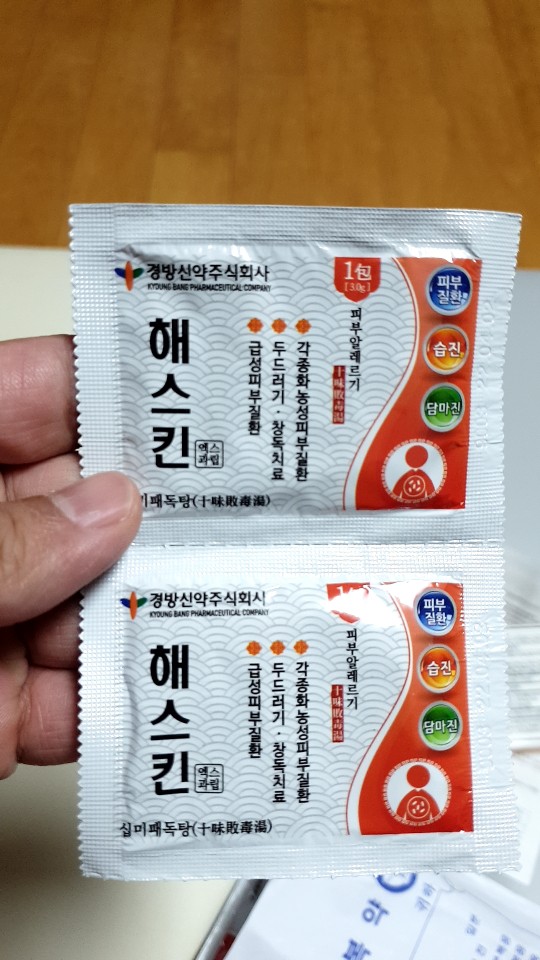 경방신약주식회사
KYOUNG BANG PHARMACEUTICAL COMPANY
1包
[3.0g]
피부
질환
습진
담마진
피부알레르기
十味敗毒湯
각종화농성피부질환
두드러기·창독치료
급성피부질환
해스킨
엑스
과립
미패독탕(十味敗毒湯)
경방신약주식회사
KYOUNG BANG PHARMACEUTICAL COMPANY
피부
질환
습진
담마진
피부알레르기
十味敗毒湯
각종화농성피부질환
두드러기·창독치료
급성피부질환
해스킨
엑스
과립
십미패독탕(十味敗毒湯)
복약